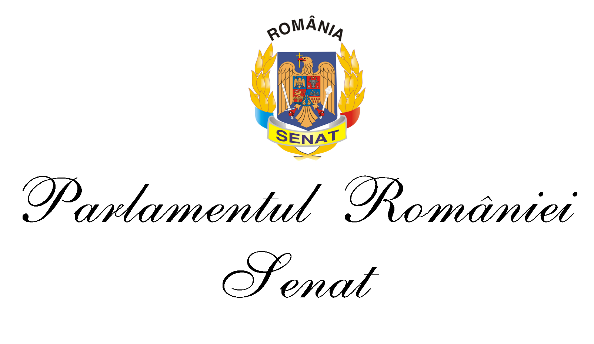 ROMÂNIA
SENAT
Parlamentul României
Senat